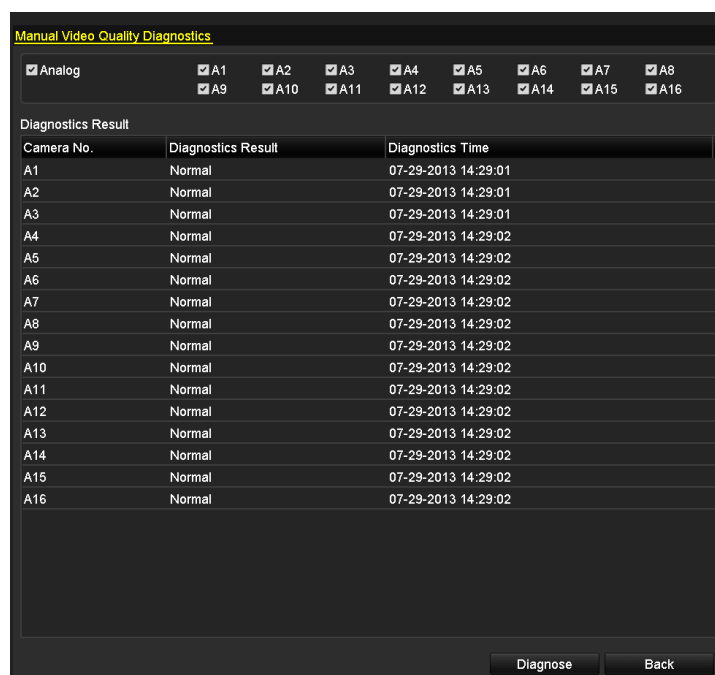 Manual Video Quality Diagnostics
Analog A1 A2 A3 A4 A5 A6 A7 A8
A9 A10 A11 A12 A13 A14 A15 A16
Diagnostics Result
Camera No. Diagnostics Result Diagnostics Time
A1 Normal 07-29-2013 14:29:01
A2 Normal 07-29-2013 14:29:01
A3 Normal 07-29-2013 14:29:01
A4 Normal 07-29-2013 14:29:02
A5 Normal 07-29-2013 14:29:02
A6 Normal 07-29-2013 14:29:02
A7 Normal 07-29-2013 14:29:02
A8 Normal 07-29-2013 14:29:02
A9 Normal 07-29-2013 14:29:02
A10 Normal 07-29-2013 14:29:02
A11 Normal 07-29-2013 14:29:02
A12 Normal 07-29-2013 14:29:02
A13 Normal 07-29-2013 14:29:02
A14 Normal 07-29-2013 14:29:02
A15 Normal 07-29-2013 14:29:02
A16 Normal 07-29-2013 14:29:02
Diagnose Back